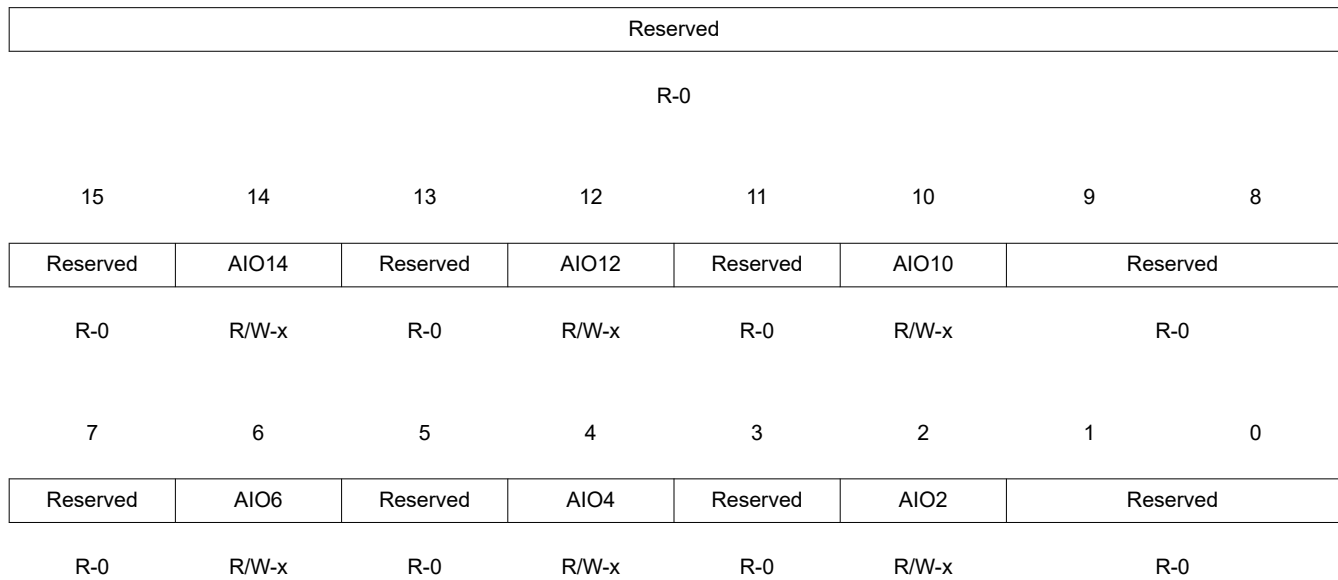 Reserved
R-0
15 14 13 12 11 10 9 8
Reserved AIO14 Reserved AIO12 Reserved AIO10 Reserved
R-0 R/W-x R-0 R/W-x R-0 R/W-x R-0
7 6 5 4 3 2 1 0
Reserved AIO6 Reserved AIO4 Reserved AIO2 Reserved
R-0 R/W-x R-0 R/W-x R-0 R/W-x R-0